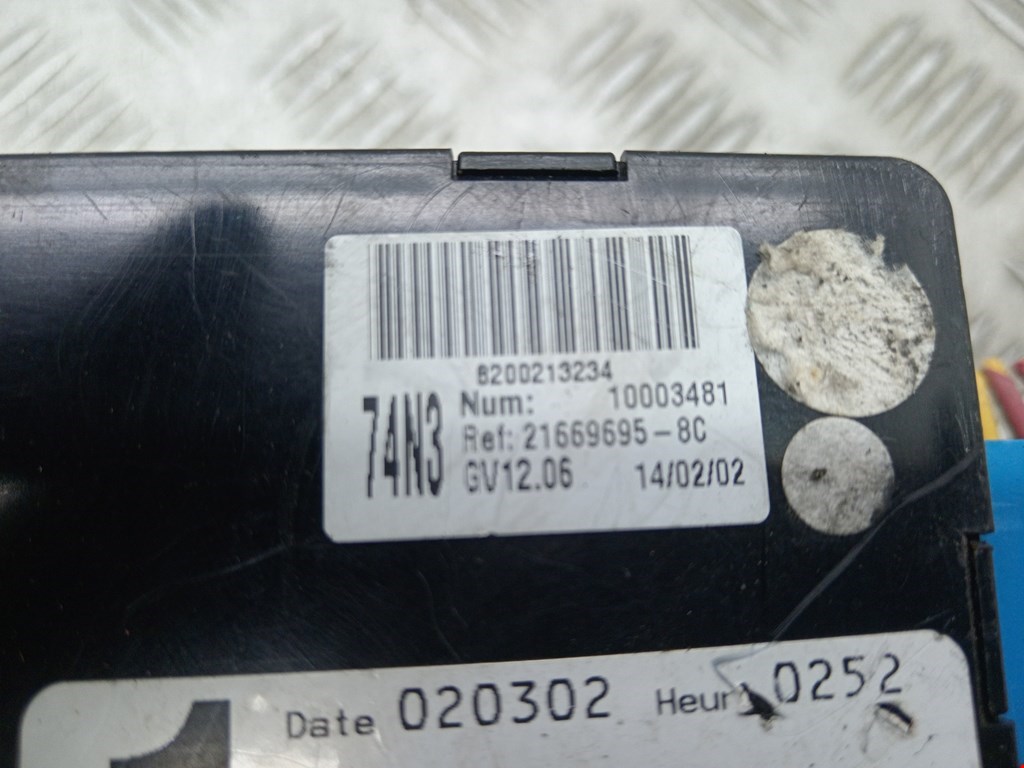 8200213234
74N3
Num: 10003481
Ref: 21669695-8C
GV12.06 14/02/02
Date 020302 Heur 0252
1